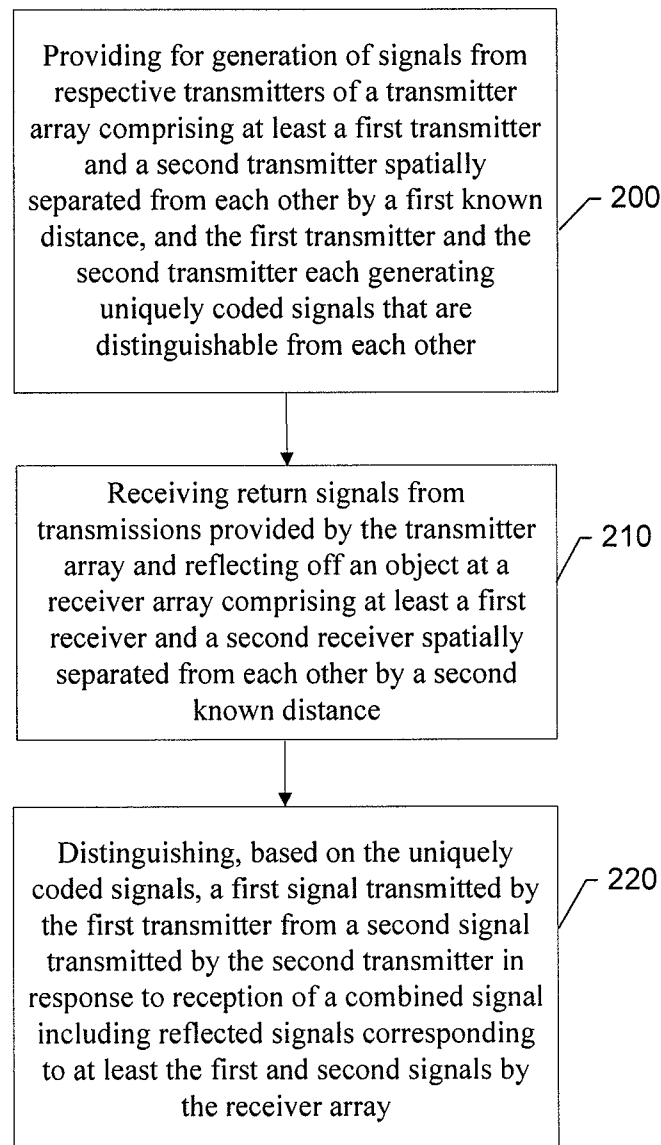 Providing for generation of signals from
respective transmitters of a transmitter
array comprising at least a first transmitter
and a second transmitter spatially
separated from each other by a first known
distance, and the first transmitter and the
second transmitter each generating
uniquely coded signals that are
distinguishable from each other
200
Receiving return signals from
transmissions provided by the transmitter
array and reflecting off an object at a
receiver array comprising at least a first
receiver and a second receiver spatially
separated from each other by a second
known distance
210
Distinguishing, based on the uniquely
coded signals, a first signal transmitted by
the first transmitter from a second signal
transmitted by the second transmitter in
response to reception of a combined signal
including reflected signals corresponding
to at least the first and second signals by
the receiver array
220